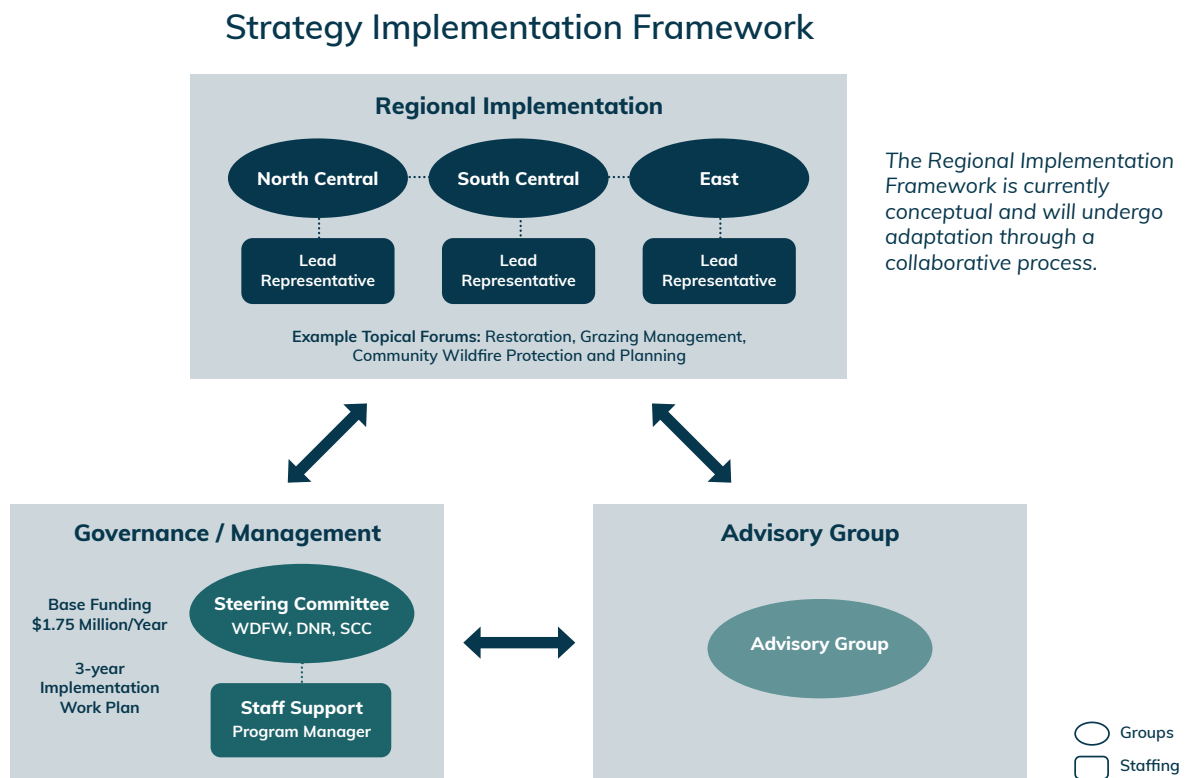 Strategy Implementation Framework
Regional Implementation
North Central
South Central
East
Lead
Representative
Lead
Representative
Lead
Representative
Example Topical Forums: Restoration, Grazing Management,
Community Wildfire Protection and Planning
The Regional Implementation
Framework is currently
conceptual and will undergo
adaptation through a
collaborative process.
Governance / Management
Base Funding
$1.75 Million/Year
3-year
Implementation
Work Plan
Steering Committee
WDFW, DNR, SCC
Staff Support
Program Manager
Advisory Group
Advisory Group
Groups
Staffing